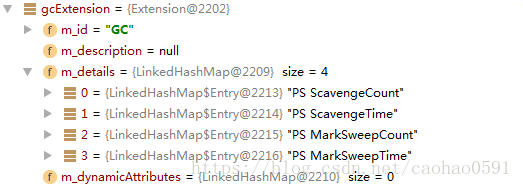 gcExtension = {Extension@2202}
f m_id = "GC"
f m_description = null
f m_details = {LinkedHashMap@2209} size = 4
0 = {LinkedHashMap$Entry@2213} "PS ScavengeCount"
1 = {LinkedHashMap$Entry@2214} "PS ScavengeTime"
2 = {LinkedHashMap$Entry@2215} "PS MarkSweepCount"
3 = {LinkedHashMap$Entry@2216} "PS MarkSweepTime"
f m_dynamicAttributes = {LinkedHashMap@2210} size = 0
https://blog.csdn.net/caohao0591